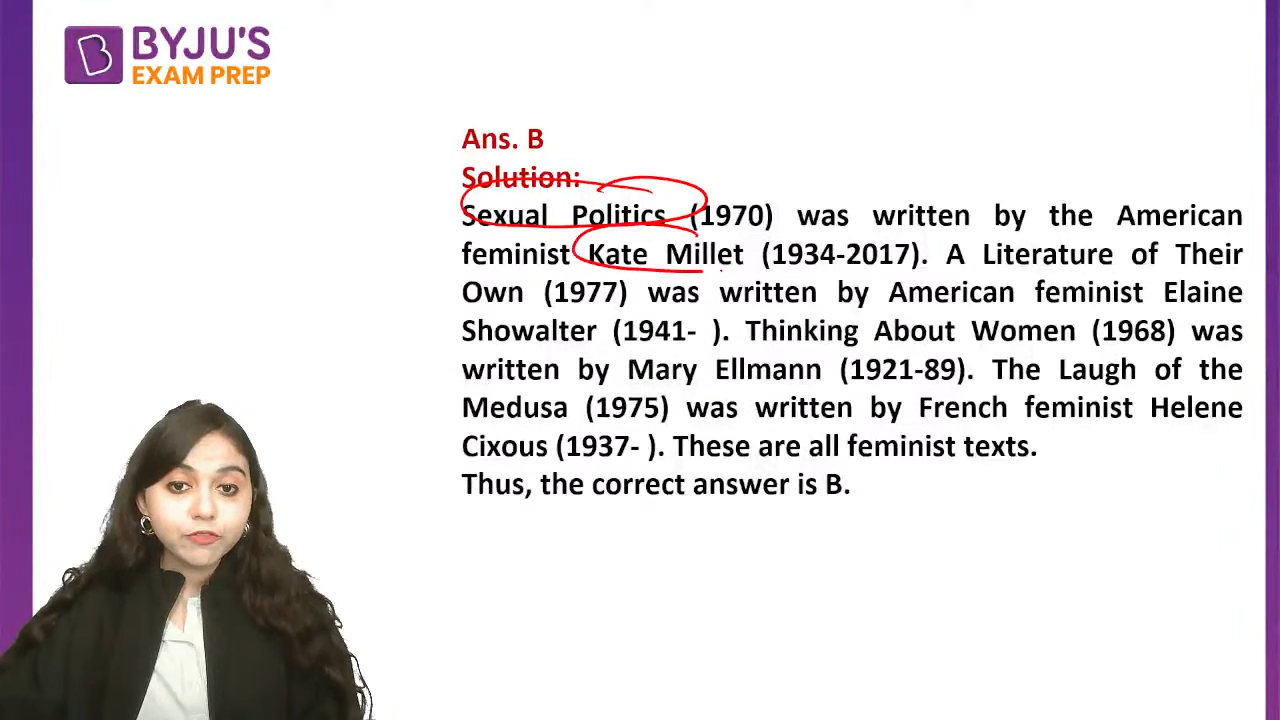 BYJU'S
EXAM PREP
Ans. B
Solution:
Sexual Politics (1970) was written by the American
feminist Kate Millet (1934-2017). A Literature of Their
Own (1977) was written by American feminist Elaine
Showalter (1941- ). Thinking About Women (1968) was
written by Mary Ellmann (1921-89). The Laugh of the
Medusa (1975) was written by French feminist Helene
Cixous (1937- ). These are all feminist texts.
Thus, the correct answer is B.